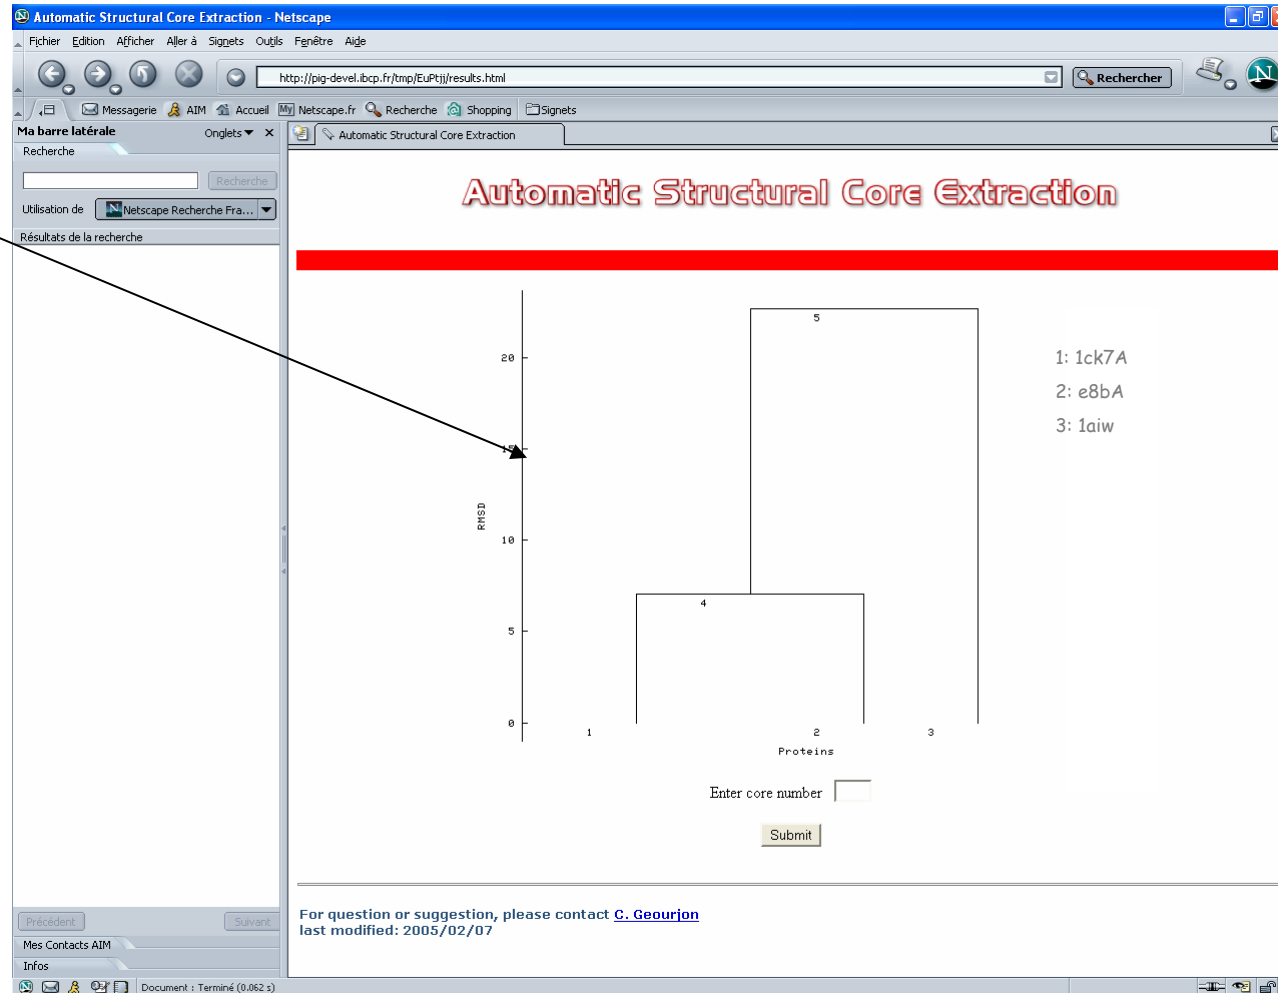 Automatic Structural Core Extraction - Netscape
Fichier Edition Afficher Aller à Signets Outils Fenêtre Aide
http://pig-devel.ibcp.fr/tmp/EuPtjj/results.html Rechercher
Messagerie AIM Accueil Netscape.fr Recherche Shopping Signets
Ma barre latérale Onglets X
Automatic Structural Core Extraction
Recherche
Recherche
Utilisation de Netscape Recherche Fra...
Résultats de la recherche
Automatic Structural Core Extraction
5
20
1: 1ck7A
2: e8bA
3: 1aiw
15
RMSD
10
4
5
0
1 2 3
Proteins
Enter core number
Submit
For question or suggestion, please contact C. Geourjon
last modified: 2005/02/07
Précédent Suivant
Mes Contacts AIM
Infos
Document : Terminé (0.062 s)